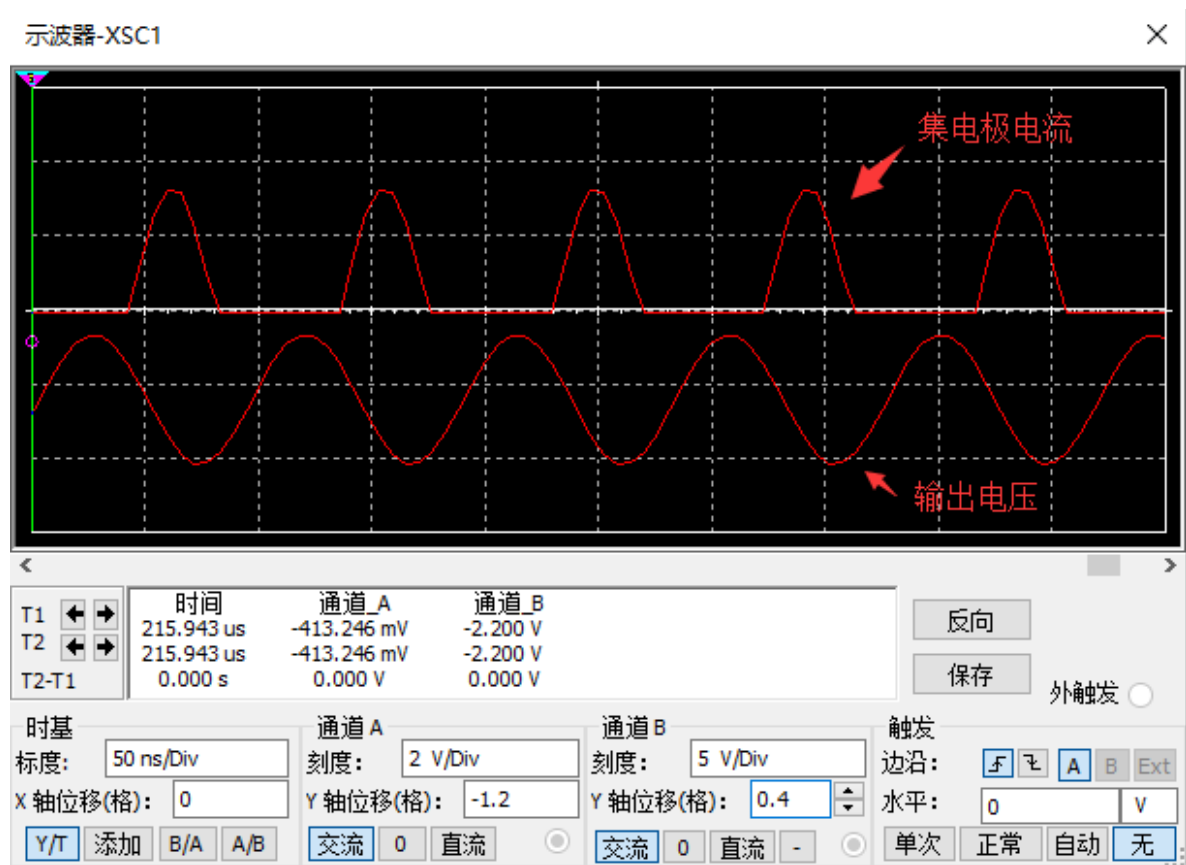 示波器-XSC1
集电极电流
输出电压
时间 通道_A 通道_B
T1 215.943 us -413.246 mV -2.200 V
T2 215.943 us -413.246 mV -2.200 V
T2-T1 0.000 s 0.000 V 0.000 V
反向
保存
外触发
时基 通道 A 通道 B 触发
标度: 50 ns/Div 刻度: 2 V/Div 刻度: 5 V/Div 边沿: A B Ext
X 轴位移(格): 0 Y 轴位移(格): -1.2 Y 轴位移(格): 0.4 水平: 0 V
Y/T 添加 B/A A/B 交流 0 直流 交流 0 直流 - 单次 正常 自动 无